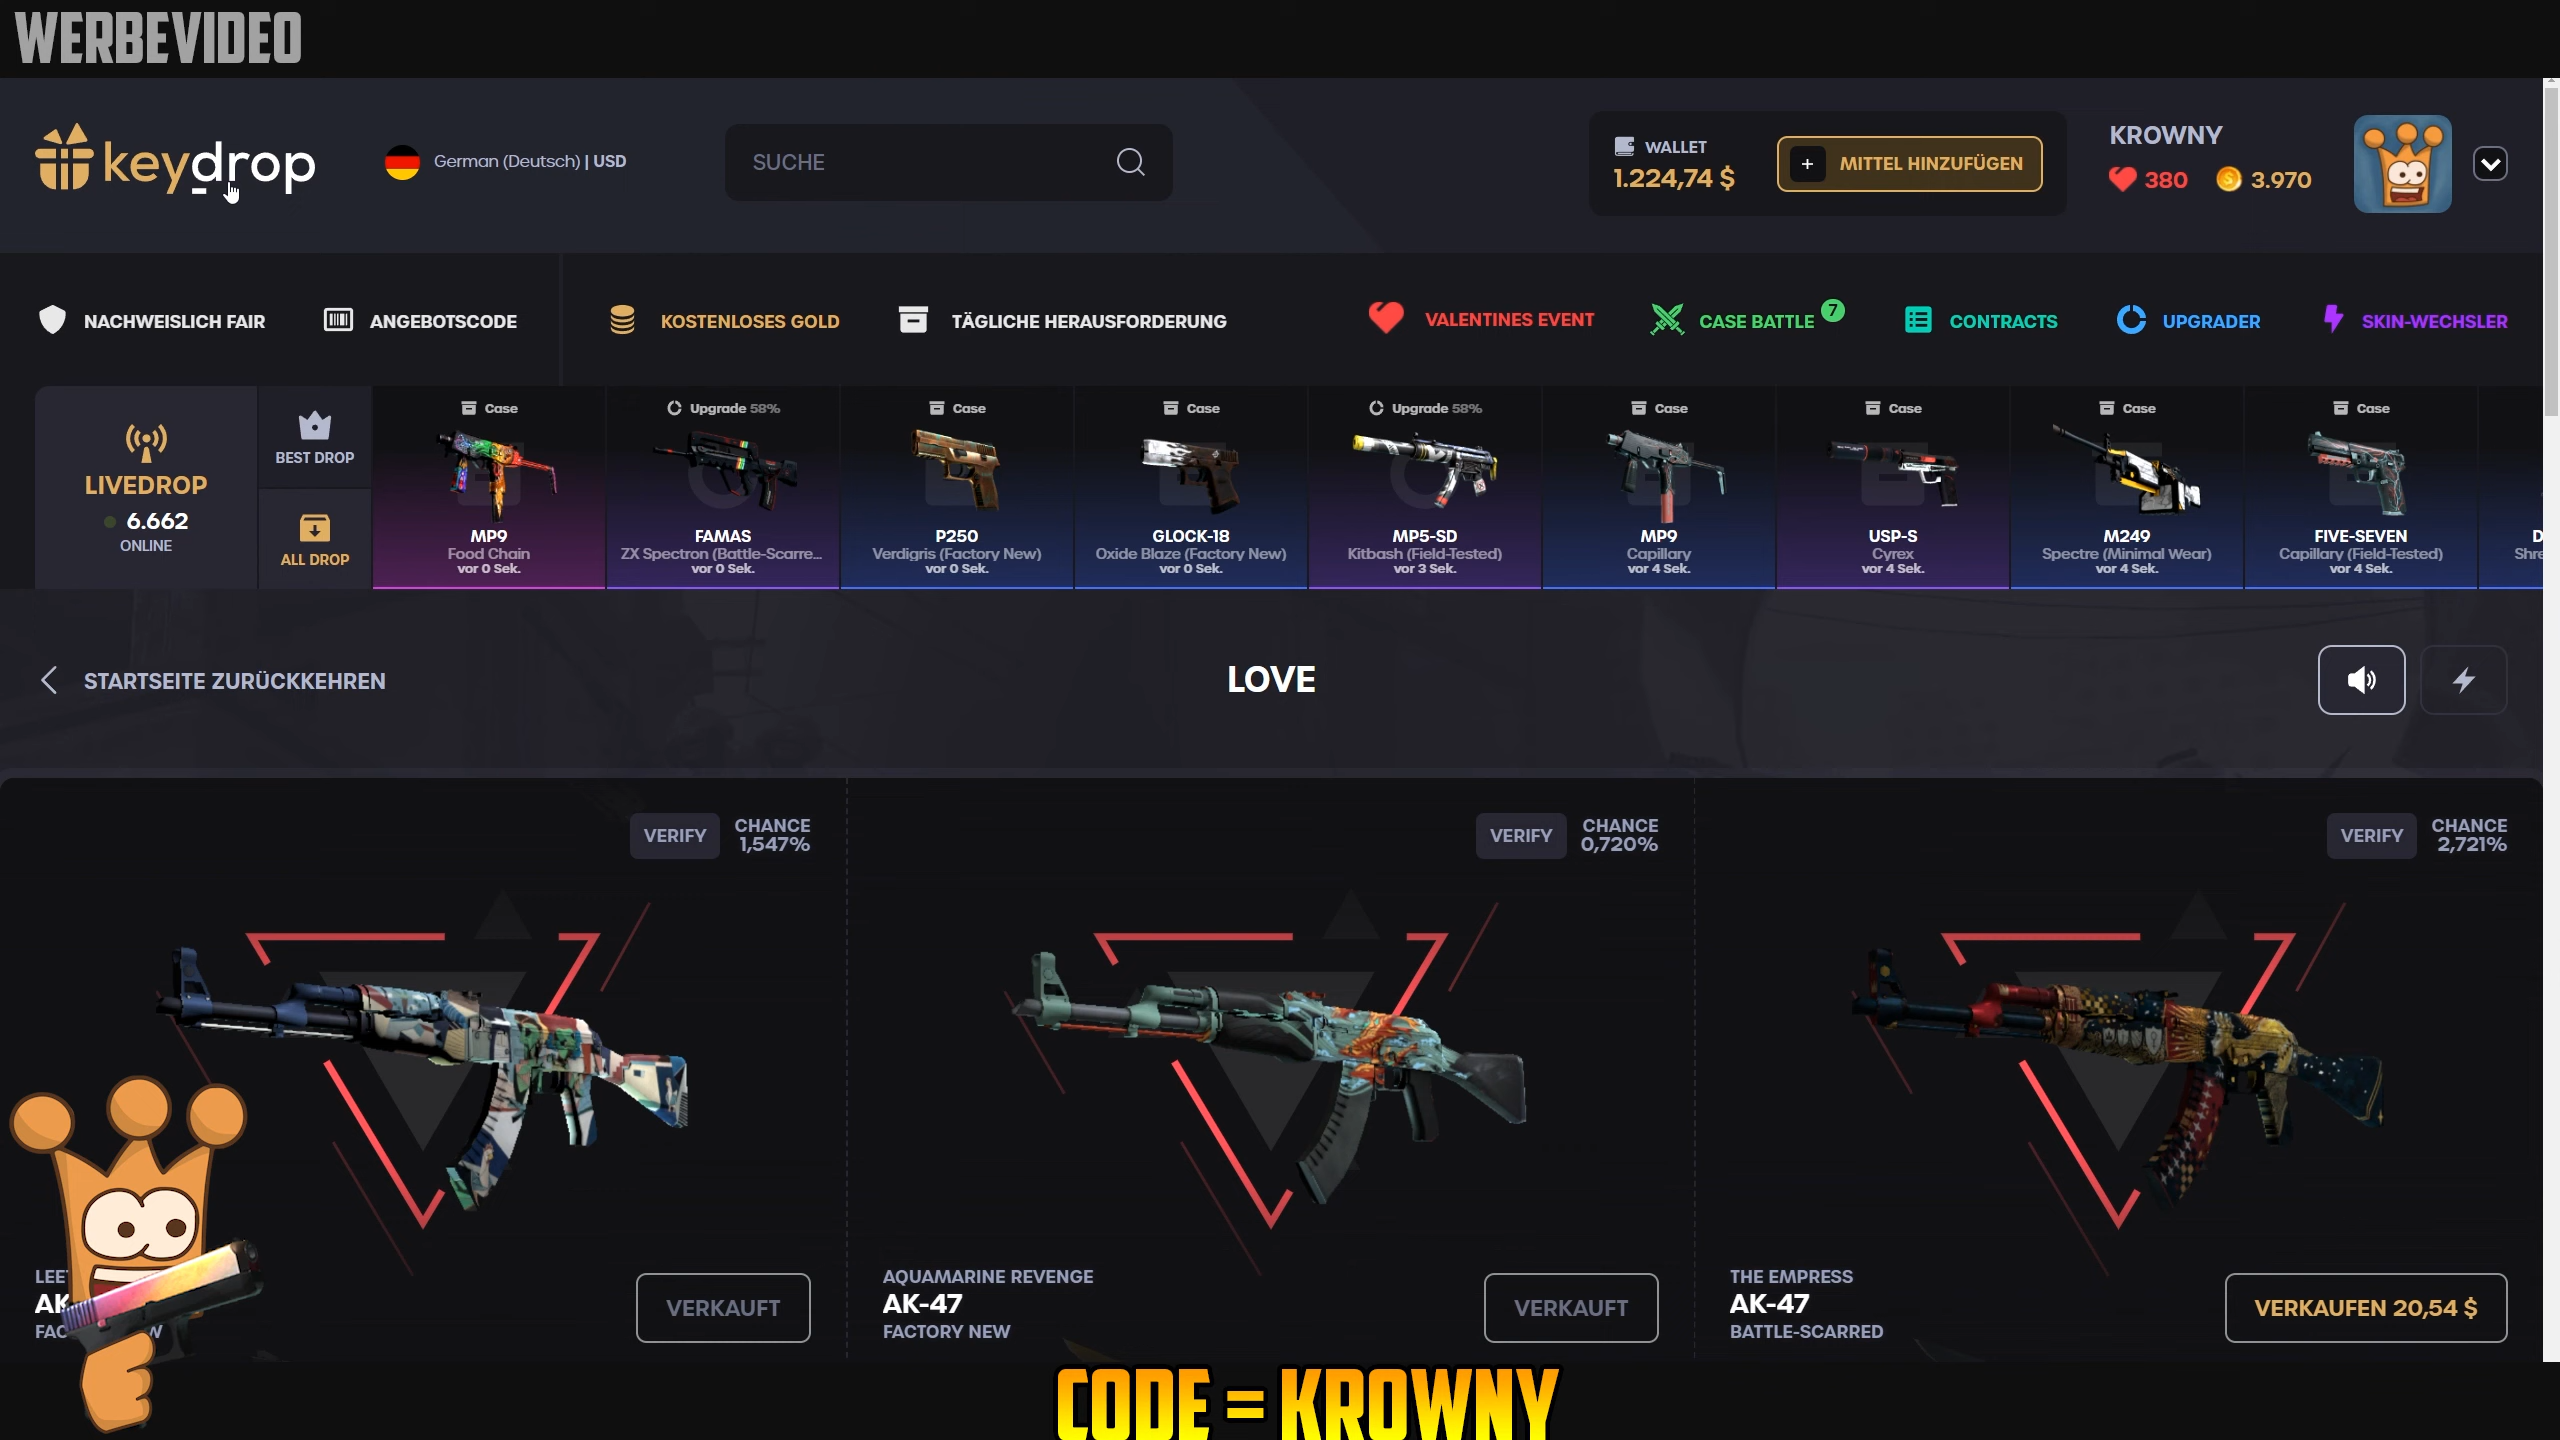 WERBEVIDEO
keydrop
German (Deutsch) | USD
SUCHE
WALLET
1.224,74 $
+ MITTEL HINZUFÜGEN
KROWNY
380
3.970
NACHWEISLICH FAIR
ANGEBOTSCODE
KOSTENLOSES GOLD
TÄGLICHE HERAUSFORDERUNG
VALENTINES EVENT
CASE BATTLE 7
CONTRACTS
UPGRADER
SKIN-WECHSLER
LIVEDROP
6.662
ONLINE
BEST DROP
ALL DROP
Case
MP9
Food Chain
vor 0 Sek.
Upgrade 58%
FAMAS
ZX Spectron (Battle-Scarre...
vor 0 Sek.
Case
P250
Verdigris (Factory New)
vor 0 Sek.
Case
GLOCK-18
Oxide Blaze (Factory New)
vor 0 Sek.
Upgrade 58%
MP5-SD
Kitbash (Field-Tested)
vor 3 Sek.
Case
MP9
Capillary
vor 4 Sek.
Case
USP-S
Cyrex
vor 4 Sek.
Case
M249
Spectre (Minimal Wear)
vor 4 Sek.
Case
FIVE-SEVEN
Capillary (Field-Tested)
vor 4 Sek.
D
Shre
STARTSEITE ZURÜCKKEHREN
LOVE
VERIFY
CHANCE
1,547%
VERIFY
CHANCE
0,720%
VERIFY
CHANCE
2,721%
LEE
AK
FAC W
VERKAUFT
AQUAMARINE REVENGE
AK-47
FACTORY NEW
VERKAUFT
THE EMPRESS
AK-47
BATTLE-SCARRED
VERKAUFEN 20,54 $
CODE = KROWNY